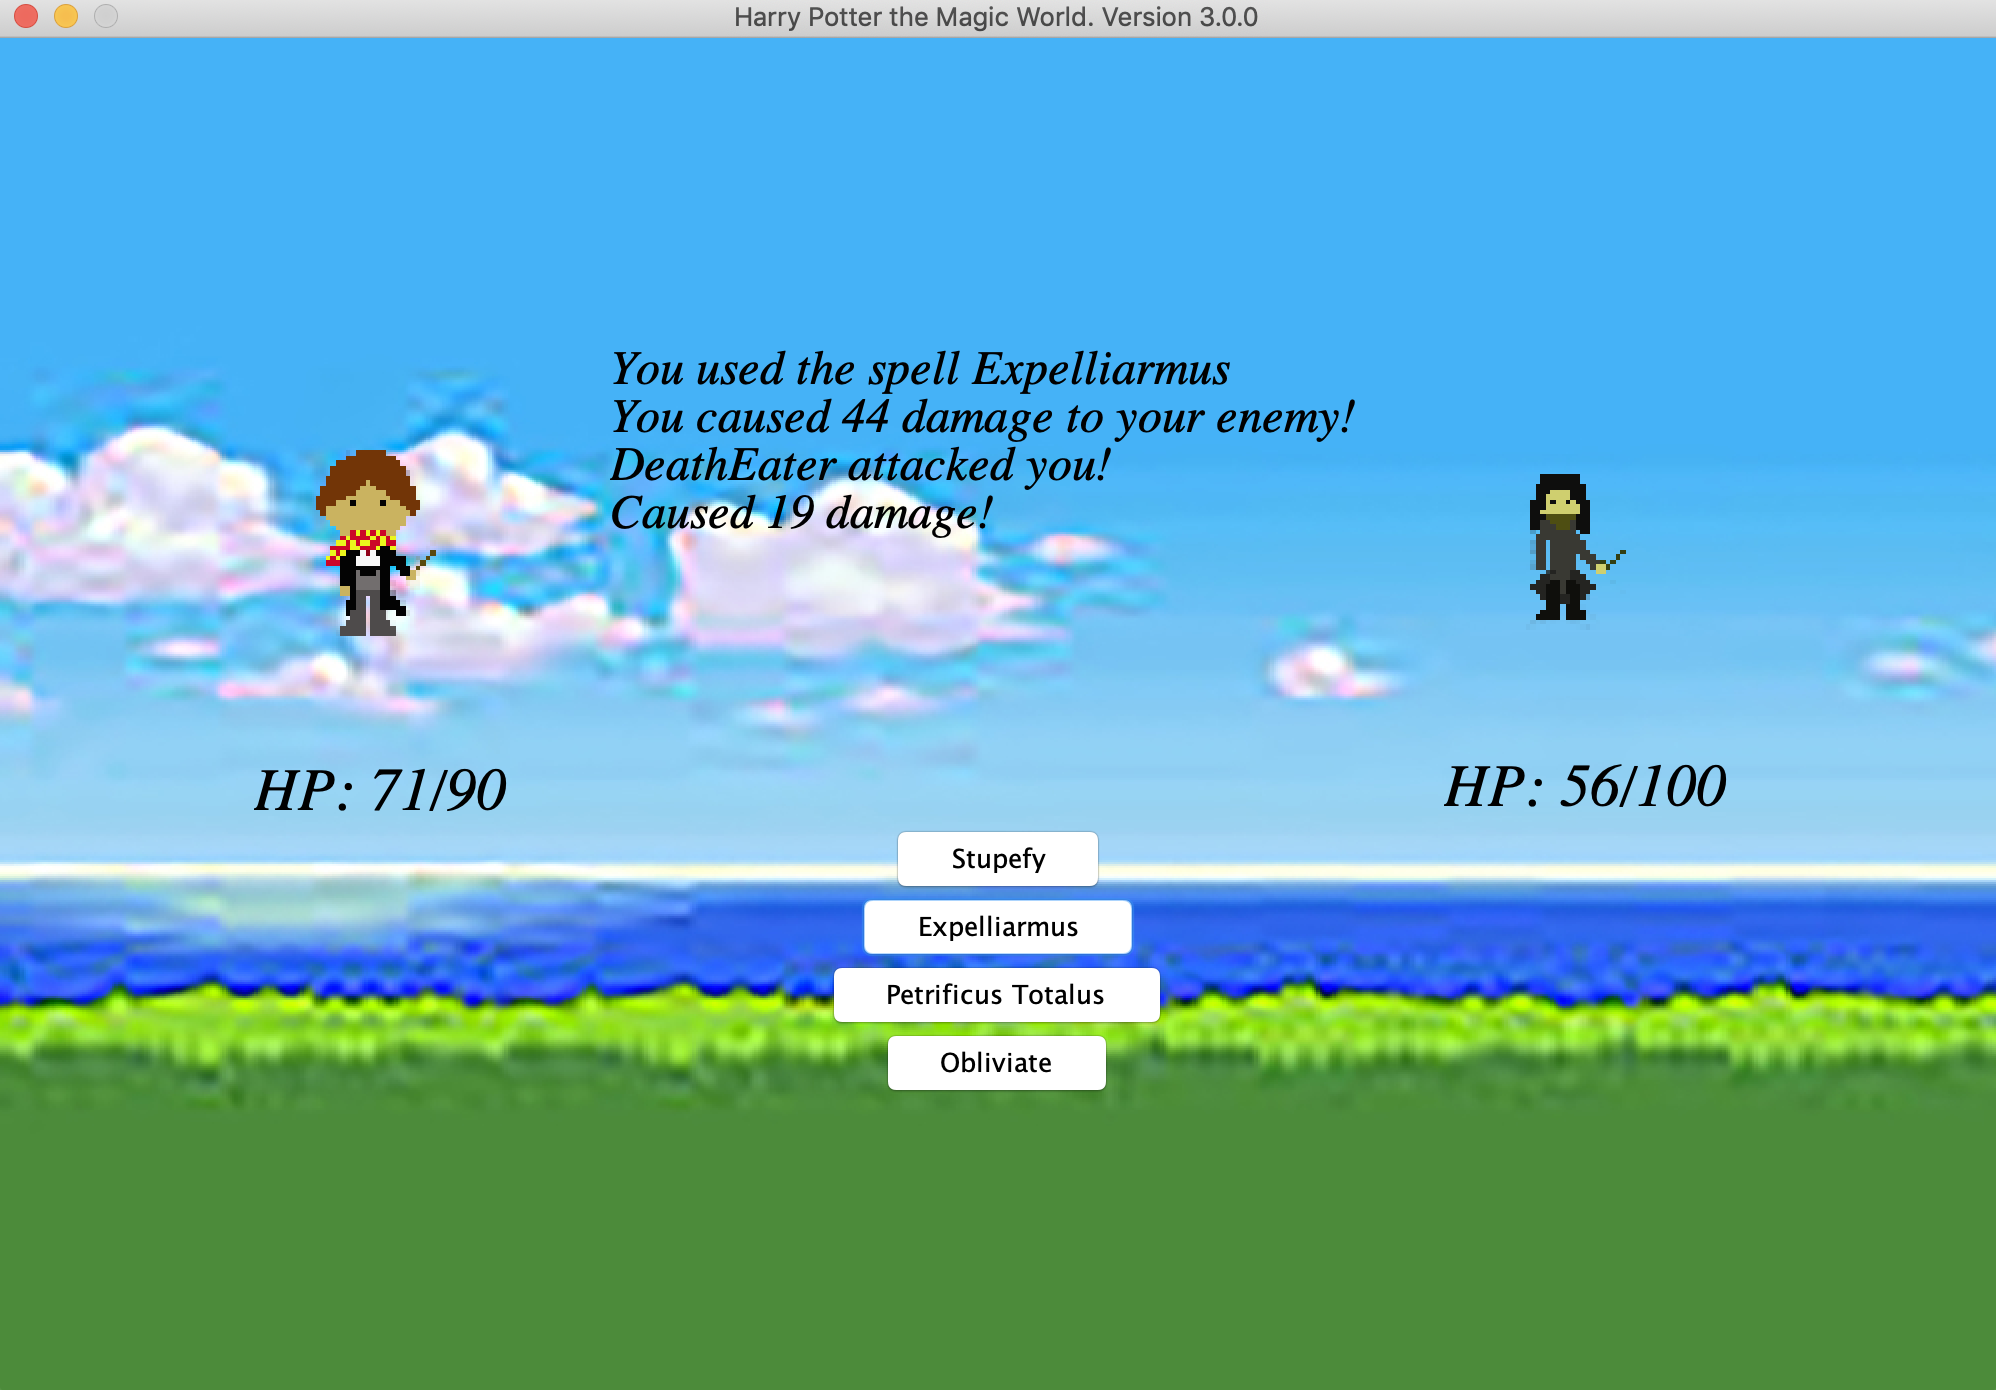 Harry Potter the Magic World. Version 3.0.0
You used the spell Expelliarmus
You caused 44 damage to your enemy!
DeathEater attacked you!
Caused 19 damage!
HP: 71/90
HP: 56/100
Stupefy
Expelliarmus
Petrificus Totalus
Obliviate